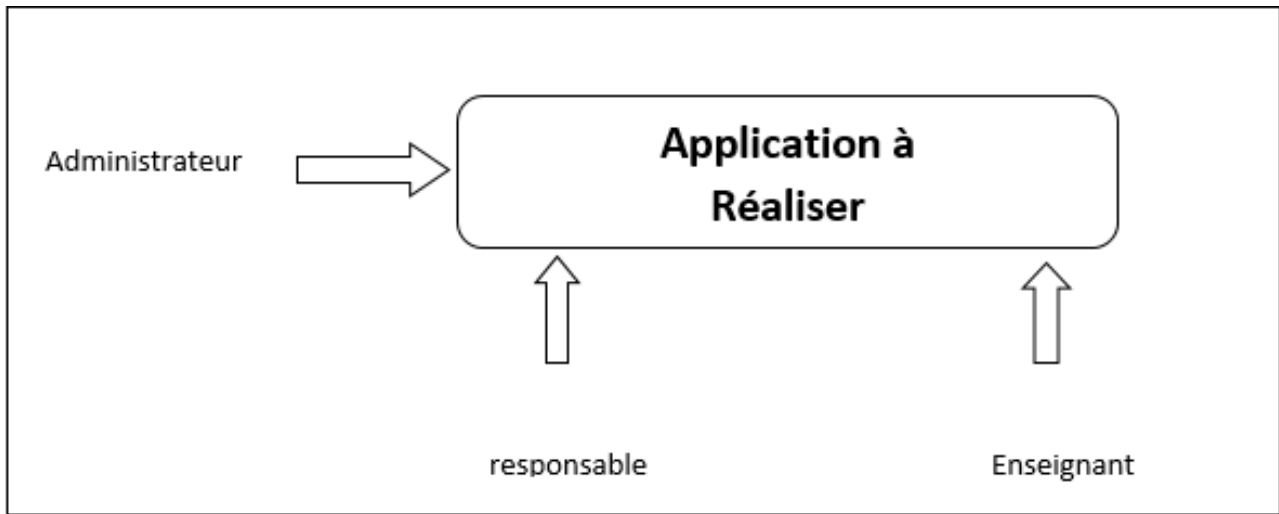 Application à
Réaliser
Administrateur
responsable
Enseignant